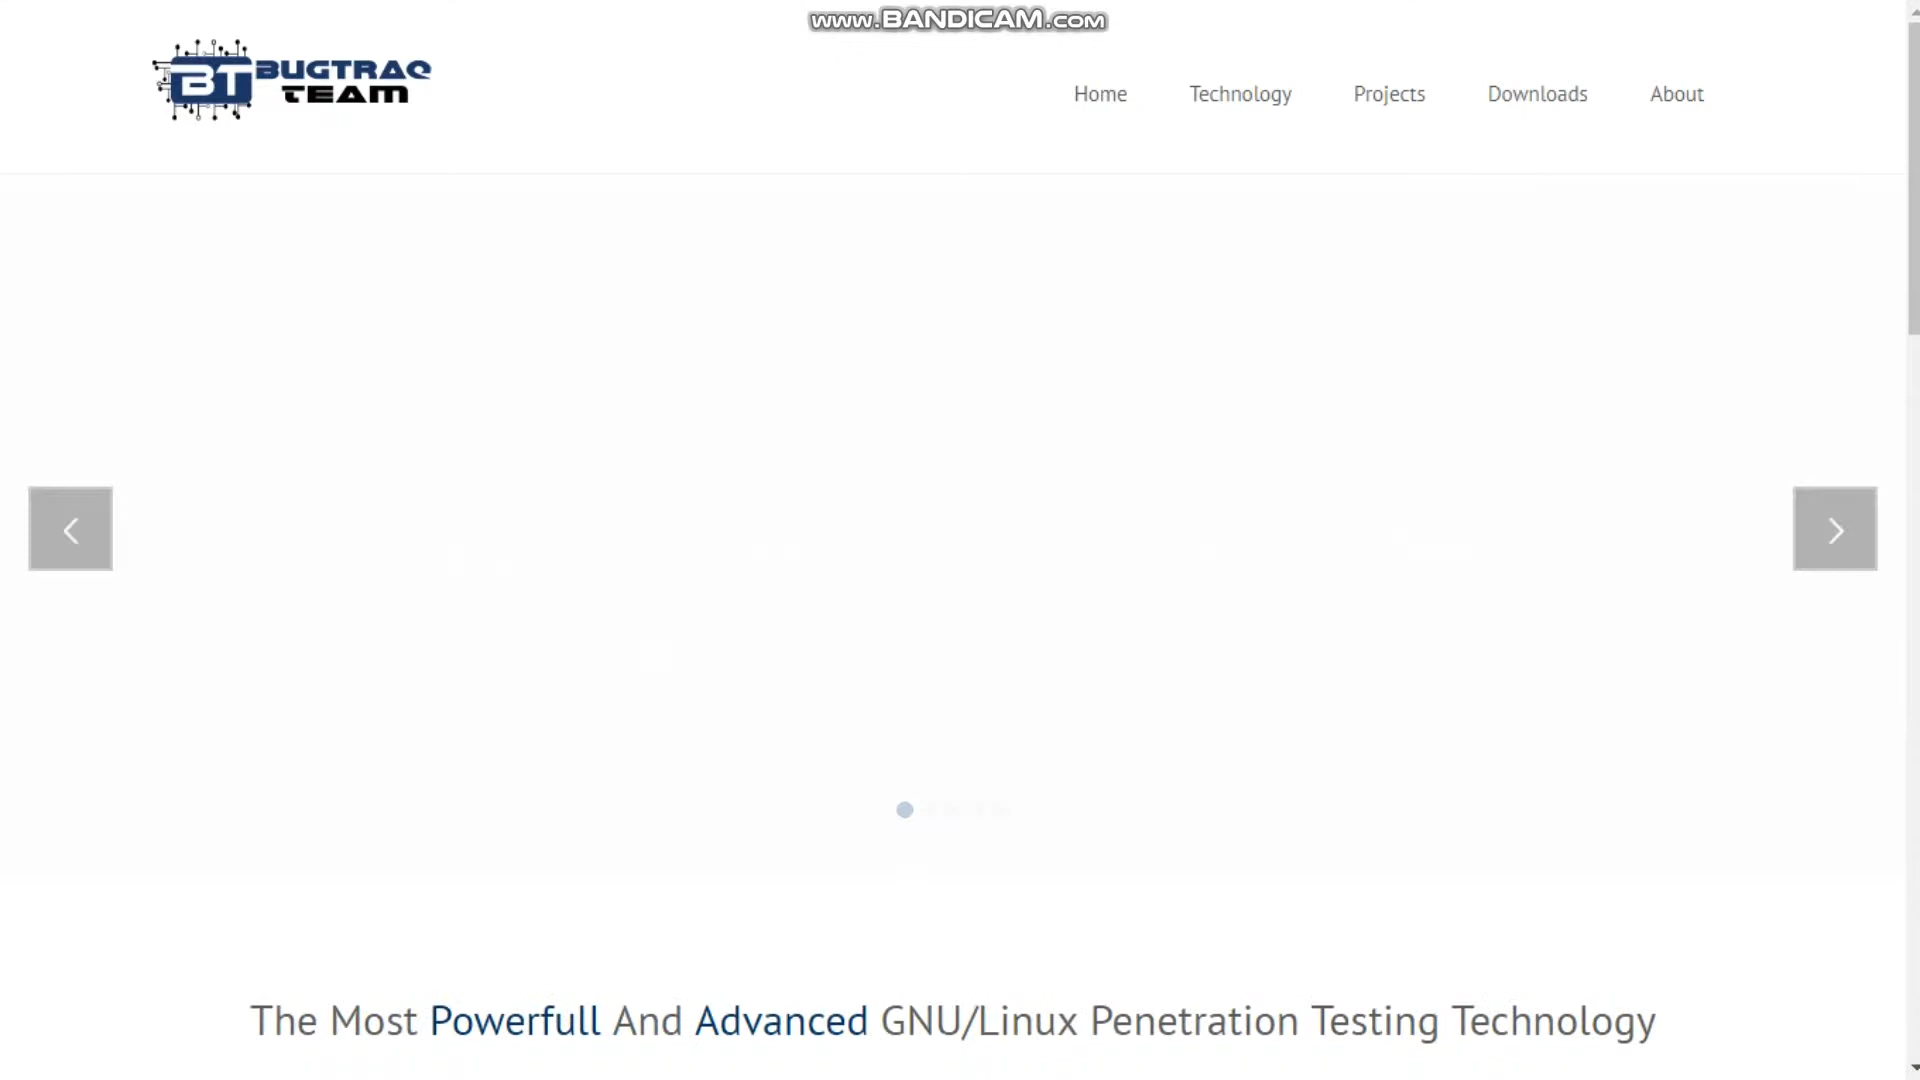 www.BANDICAM.com
BT BUGTRAQ
TEAM
Home Technology Projects Downloads About
The Most Powerfull And Advanced GNU/Linux Penetration Testing Technology